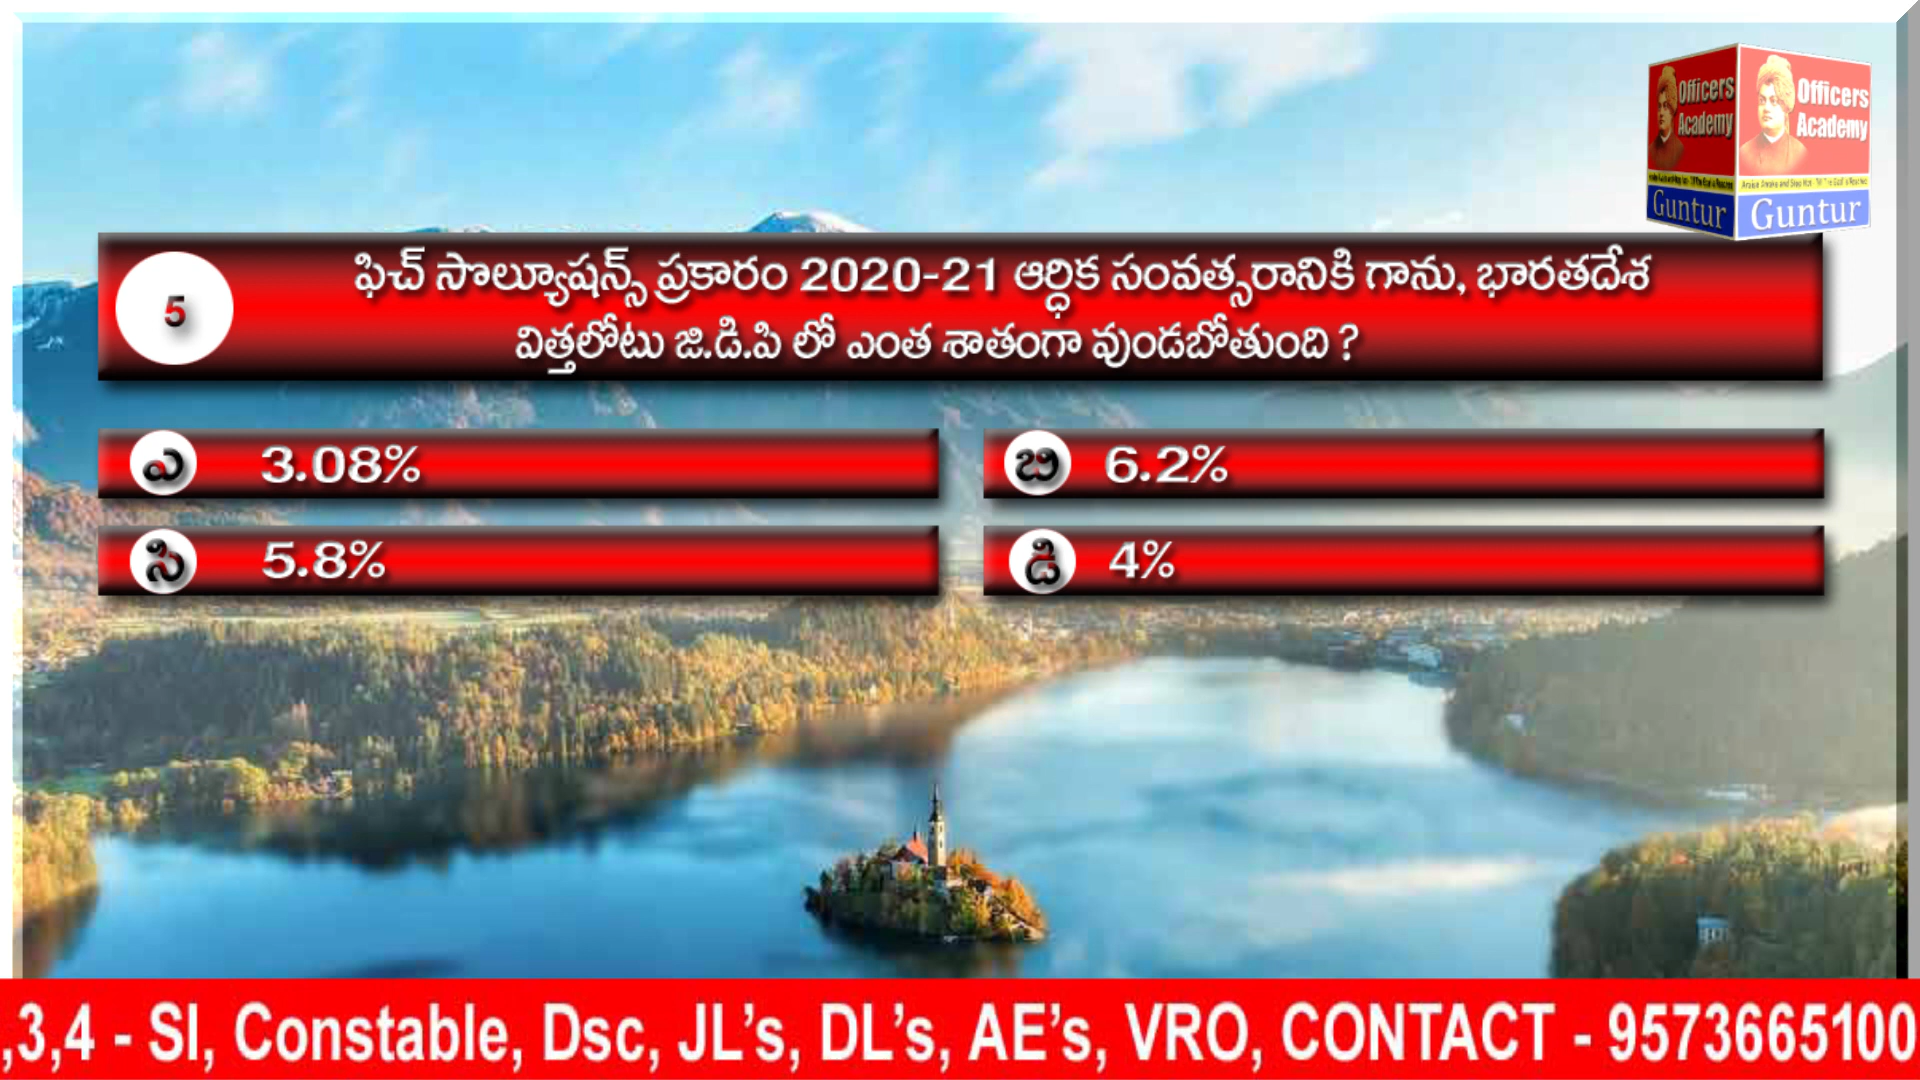 Officers
Academy
Guntur
Officers
Academy
Guntur
5
ఫిచ్ సొల్యూషన్స్ ప్రకారం 2020-21 ఆర్ధిక సంవత్సరానికి గాను, భారతదేశ
విత్తలోటు జి.డి.పి లో ఎంత శాతంగా వుండబోతుంది ?
ఎ 3.08%
బి 6.2%
సి 5.8%
డి 4%
,3,4 - SI, Constable, Dsc, JL’s, DL’s, AE’s, VRO, CONTACT - 9573665100